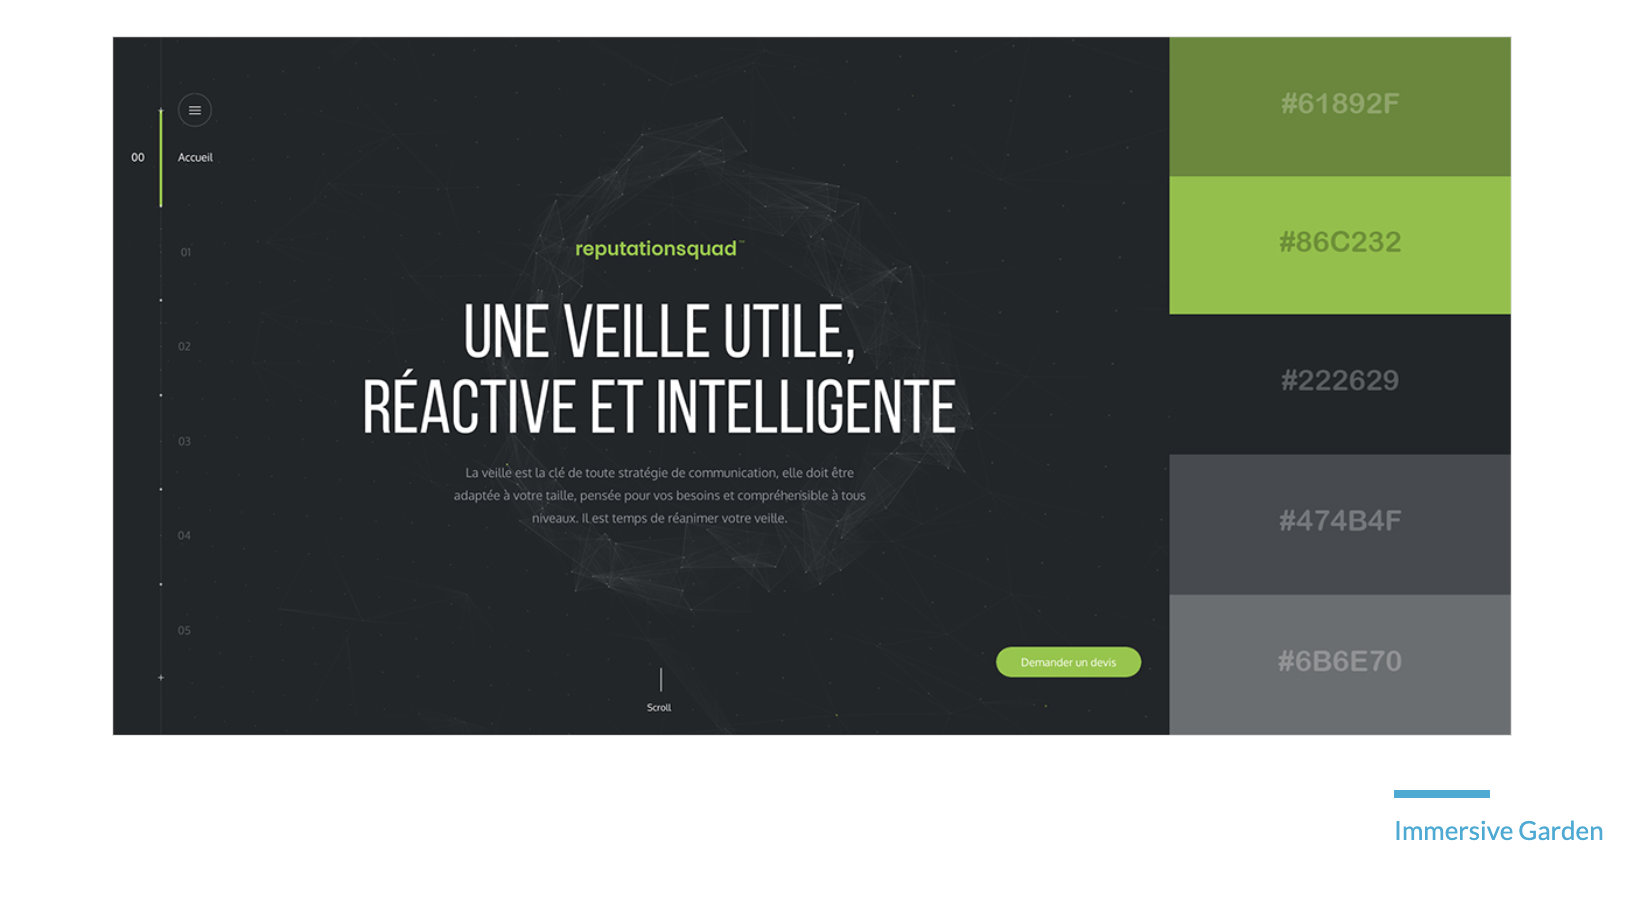 00
Accueil
01
02
03
04
05
reputationsquad™
UNE VEILLE UTILE,
RÉACTIVE ET INTELLIGENTE
La veille est la clé de toute stratégie de communication, elle doit être
adaptée à votre taille, pensée pour vos besoins et compréhensible à tous
niveaux. Il est temps de réanimer votre veille.
Demander un devis
Scroll
#61892F
#86C232
#222629
#474B4F
#6B6E70
Immersive Garden